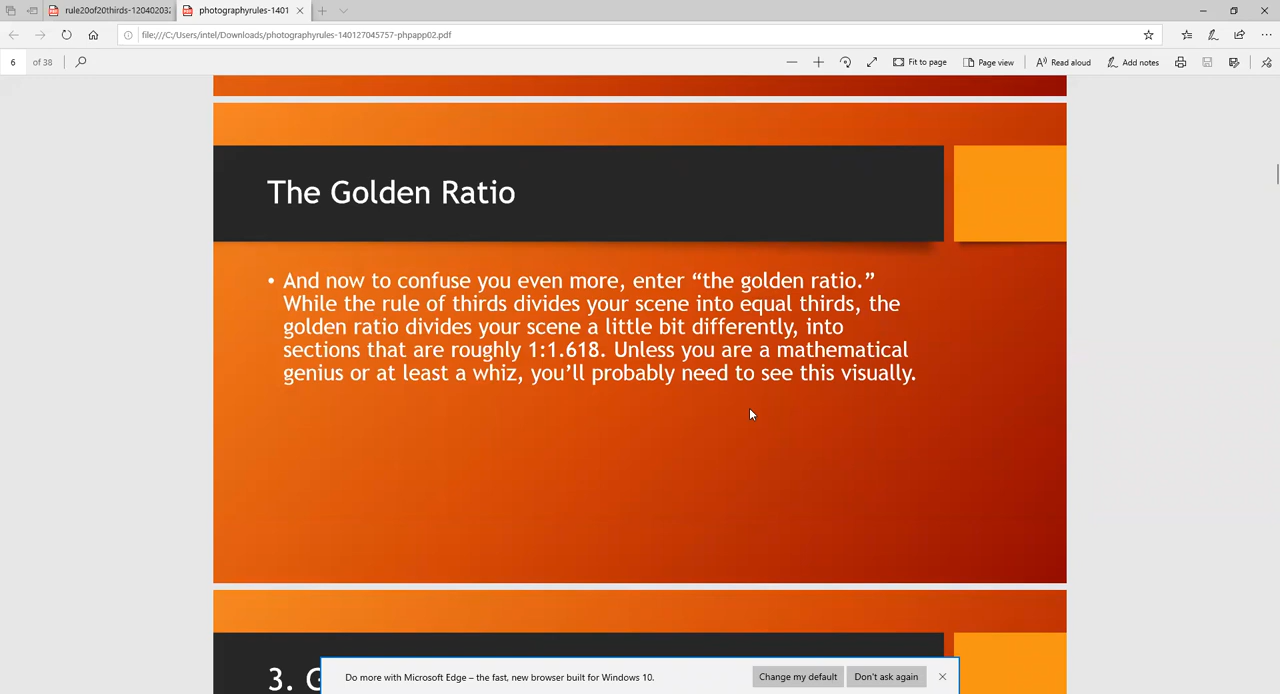 rule20of20thirds-12040203
photographyrules-1401
file:///C:/Users/intel/Downloads/photographyrules-140127045757-phpapp02.pdf
6 of 38
Fit to page
Page view
Read aloud
Add notes
The Golden Ratio
• And now to confuse you even more, enter “the golden ratio.”
While the rule of thirds divides your scene into equal thirds, the
golden ratio divides your scene a little bit differently, into
sections that are roughly 1:1.618. Unless you are a mathematical
genius or at least a whiz, you’ll probably need to see this visually.
3. G
Do more with Microsoft Edge – the fast, new browser built for Windows 10.
Change my default
Don't ask again